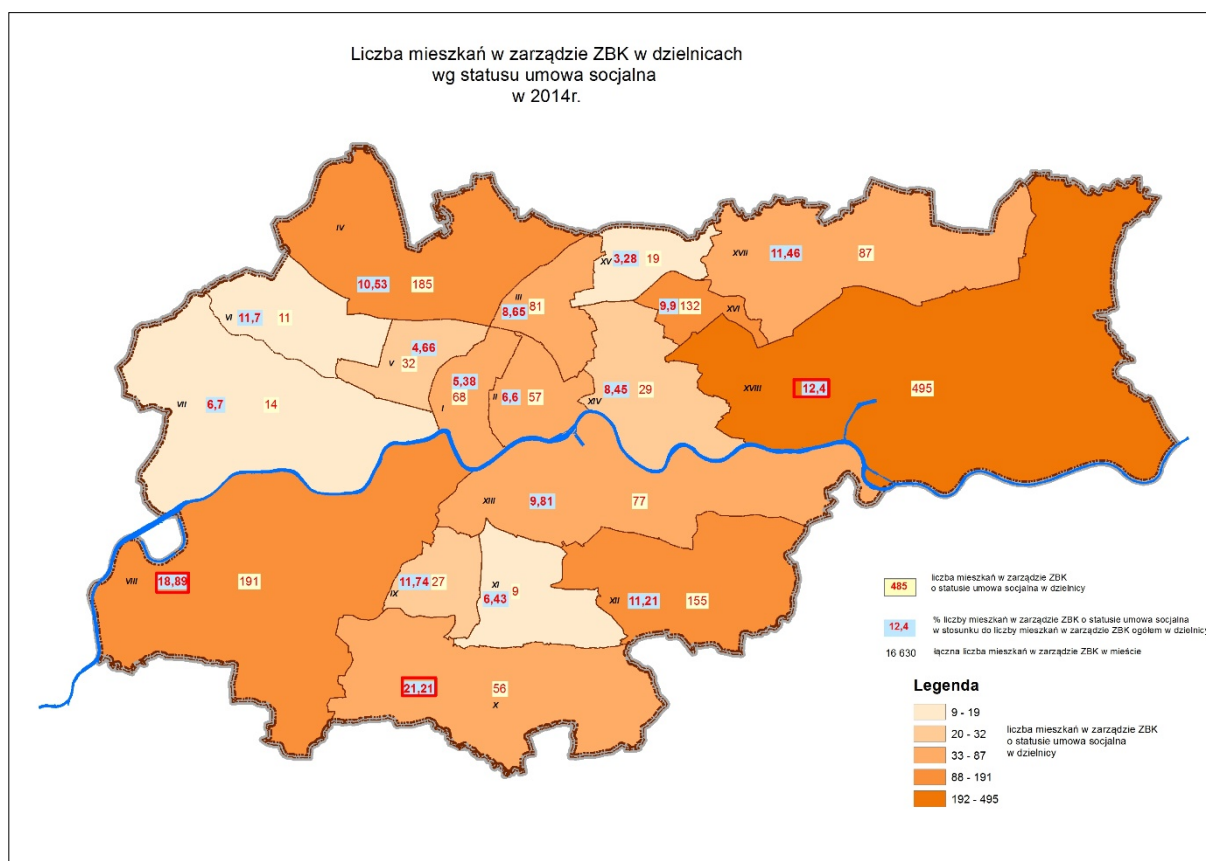 Liczba mieszkań w zarządzie ZBK w dzielnicach
wg statusu umowa socjalna
w 2014r.
IV
10,53 185
III
8,65 81
XV 3,28 19
XVII 11,46 87
VI 11,7 11
9,9 132 XVI
4,66
V 32
5,38
I 68
II 6,6 57
8,45 29
XIV
XVIII 12,4 495
VII 6,7 14
XIII 9,81 77
VIII 18,89 191
11,74 27
IX
XI 9
6,43
XII 11,21 155
21,21 56
X
485 liczba mieszkań w zarządzie ZBK
o statusie umowa socjalna w dzielnicy
12,4 % liczby mieszkań w zarządzie ZBK o statusie umowa socjalna
w stosunku do liczby mieszkań w zarządzie ZBK ogółem w dzielnicy
16 630 łączna liczba mieszkań w zarządzie ZBK w mieście
Legenda
9 - 19
20 - 32
33 - 87
88 - 191
192 - 495
liczba mieszkań w zarządzie ZBK
o statusie umowa socjalna
w dzielnicy